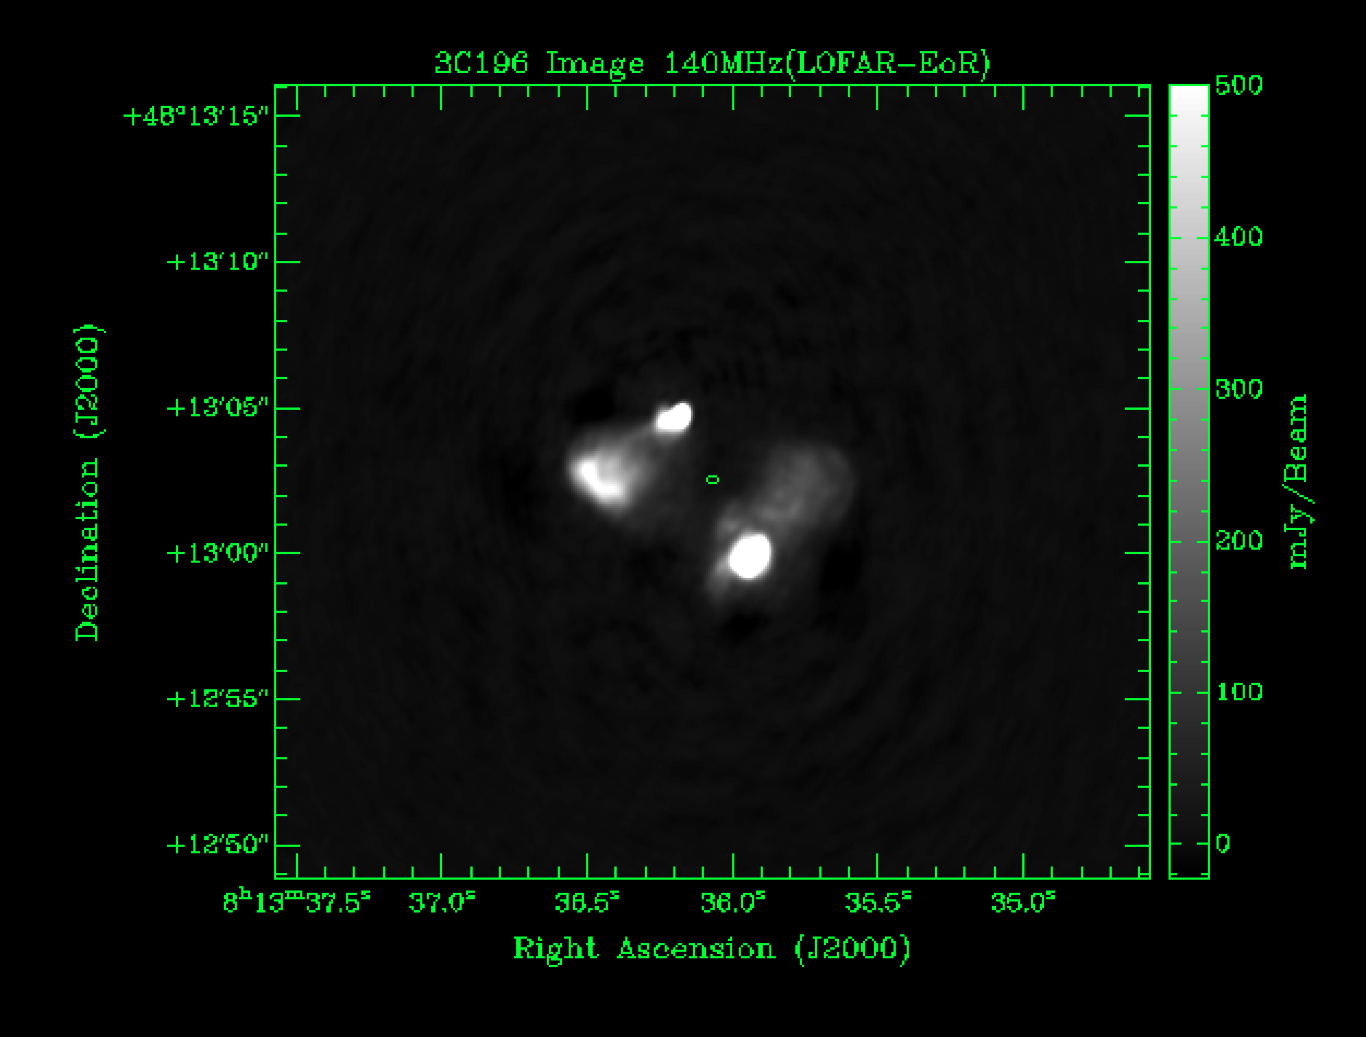 3C196 Image 140MHz(LOFAR-EoR)
+48°13'15"
+13'10"
+13'05"
+13'00"
+12'55"
+12'50"
Declination (J2000)
8ʰ13ᵐ37.5ˢ 37.0ˢ 36.5ˢ 36.0ˢ 35.5ˢ 35.0ˢ
Right Ascension (J2000)
500
400
300
200
100
0
mJy/Beam